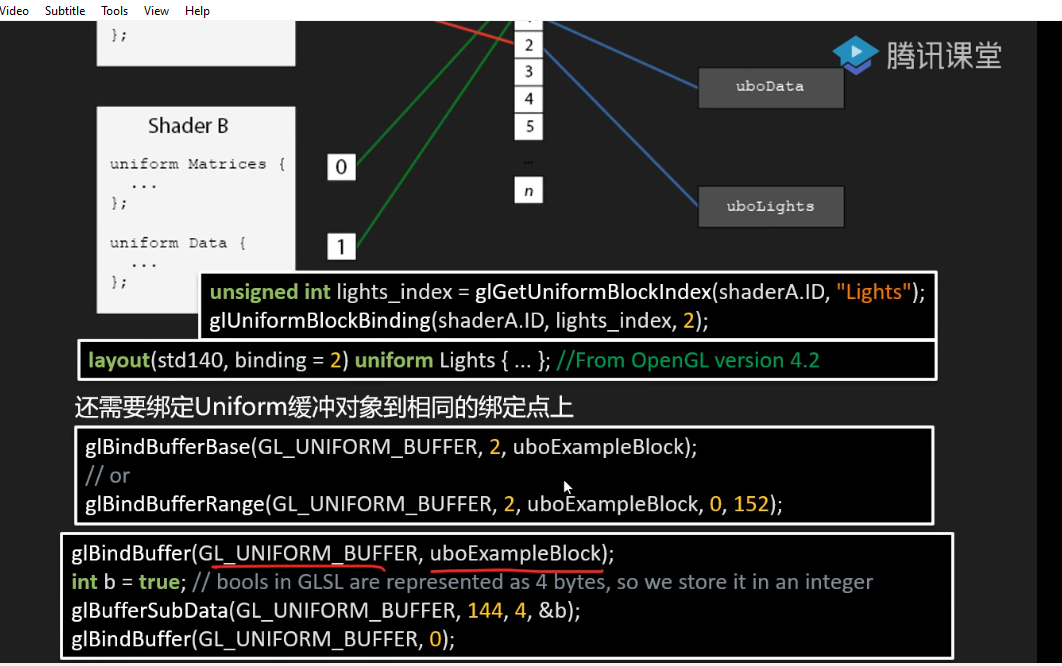 Video Subtitle Tools View Help
};
2
3
4
5
...
n
腾讯课堂
uboData
uboLights
Shader B
uniform Matrices {
...
};
uniform Data {
...
};
0
1
unsigned int lights_index = glGetUniformBlockIndex(shaderA.ID, "Lights");
glUniformBlockBinding(shaderA.ID, lights_index, 2);
layout(std140, binding = 2) uniform Lights { ... }; //From OpenGL version 4.2
还需要绑定Uniform缓冲对象到相同的绑定点上
glBindBufferBase(GL_UNIFORM_BUFFER, 2, uboExampleBlock);
// or
glBindBufferRange(GL_UNIFORM_BUFFER, 2, uboExampleBlock, 0, 152);
glBindBuffer(GL_UNIFORM_BUFFER, uboExampleBlock);
int b = true; // bools in GLSL are represented as 4 bytes, so we store it in an integer
glBufferSubData(GL_UNIFORM_BUFFER, 144, 4, &b);
glBindBuffer(GL_UNIFORM_BUFFER, 0);